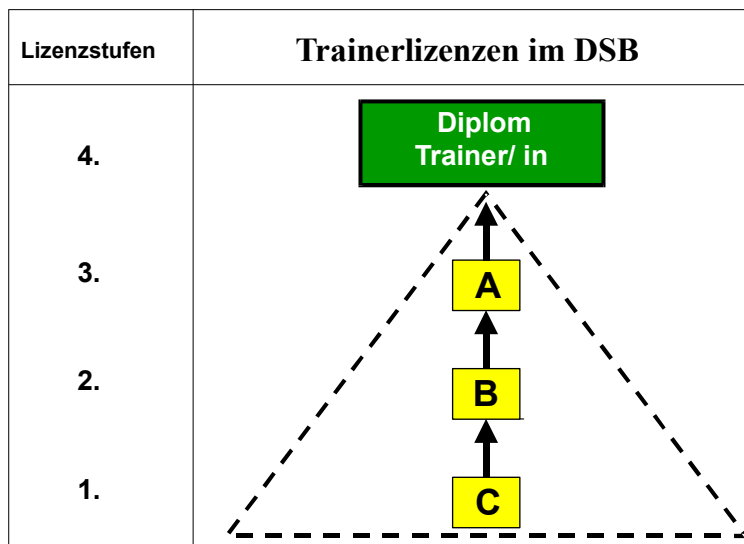 Lizenzstufen
Trainerlizenzen im DSB
4.
Diplom
Trainer/ in
3.
A
2.
B
1.
C